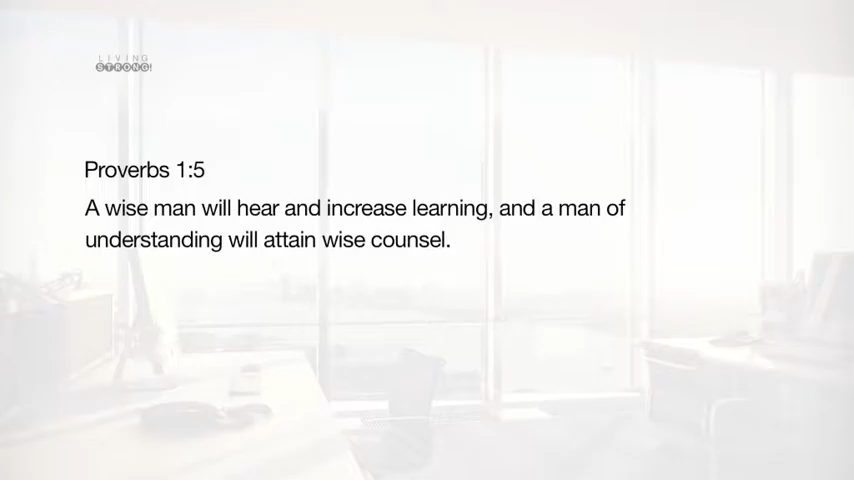 LIVING
STRONG!
Proverbs 1:5
A wise man will hear and increase learning, and a man of
understanding will attain wise counsel.